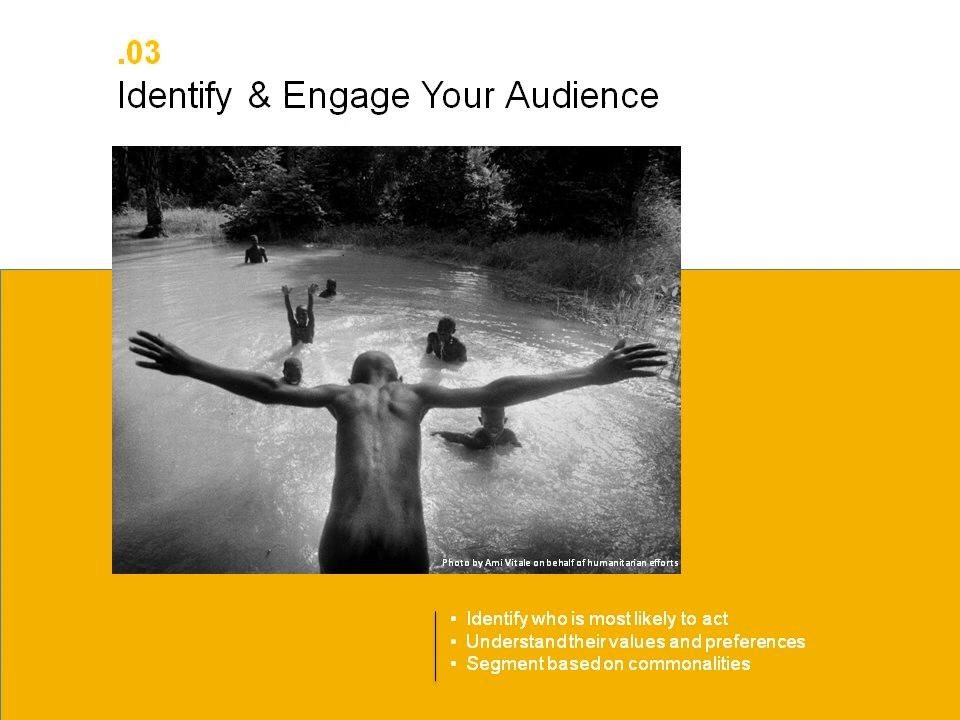 .03
Identify & Engage Your Audience
Photo by Ami Vitale on behalf of humanitarian efforts
▪ Identify who is most likely to act
▪ Understand their values and preferences
▪ Segment based on commonalities